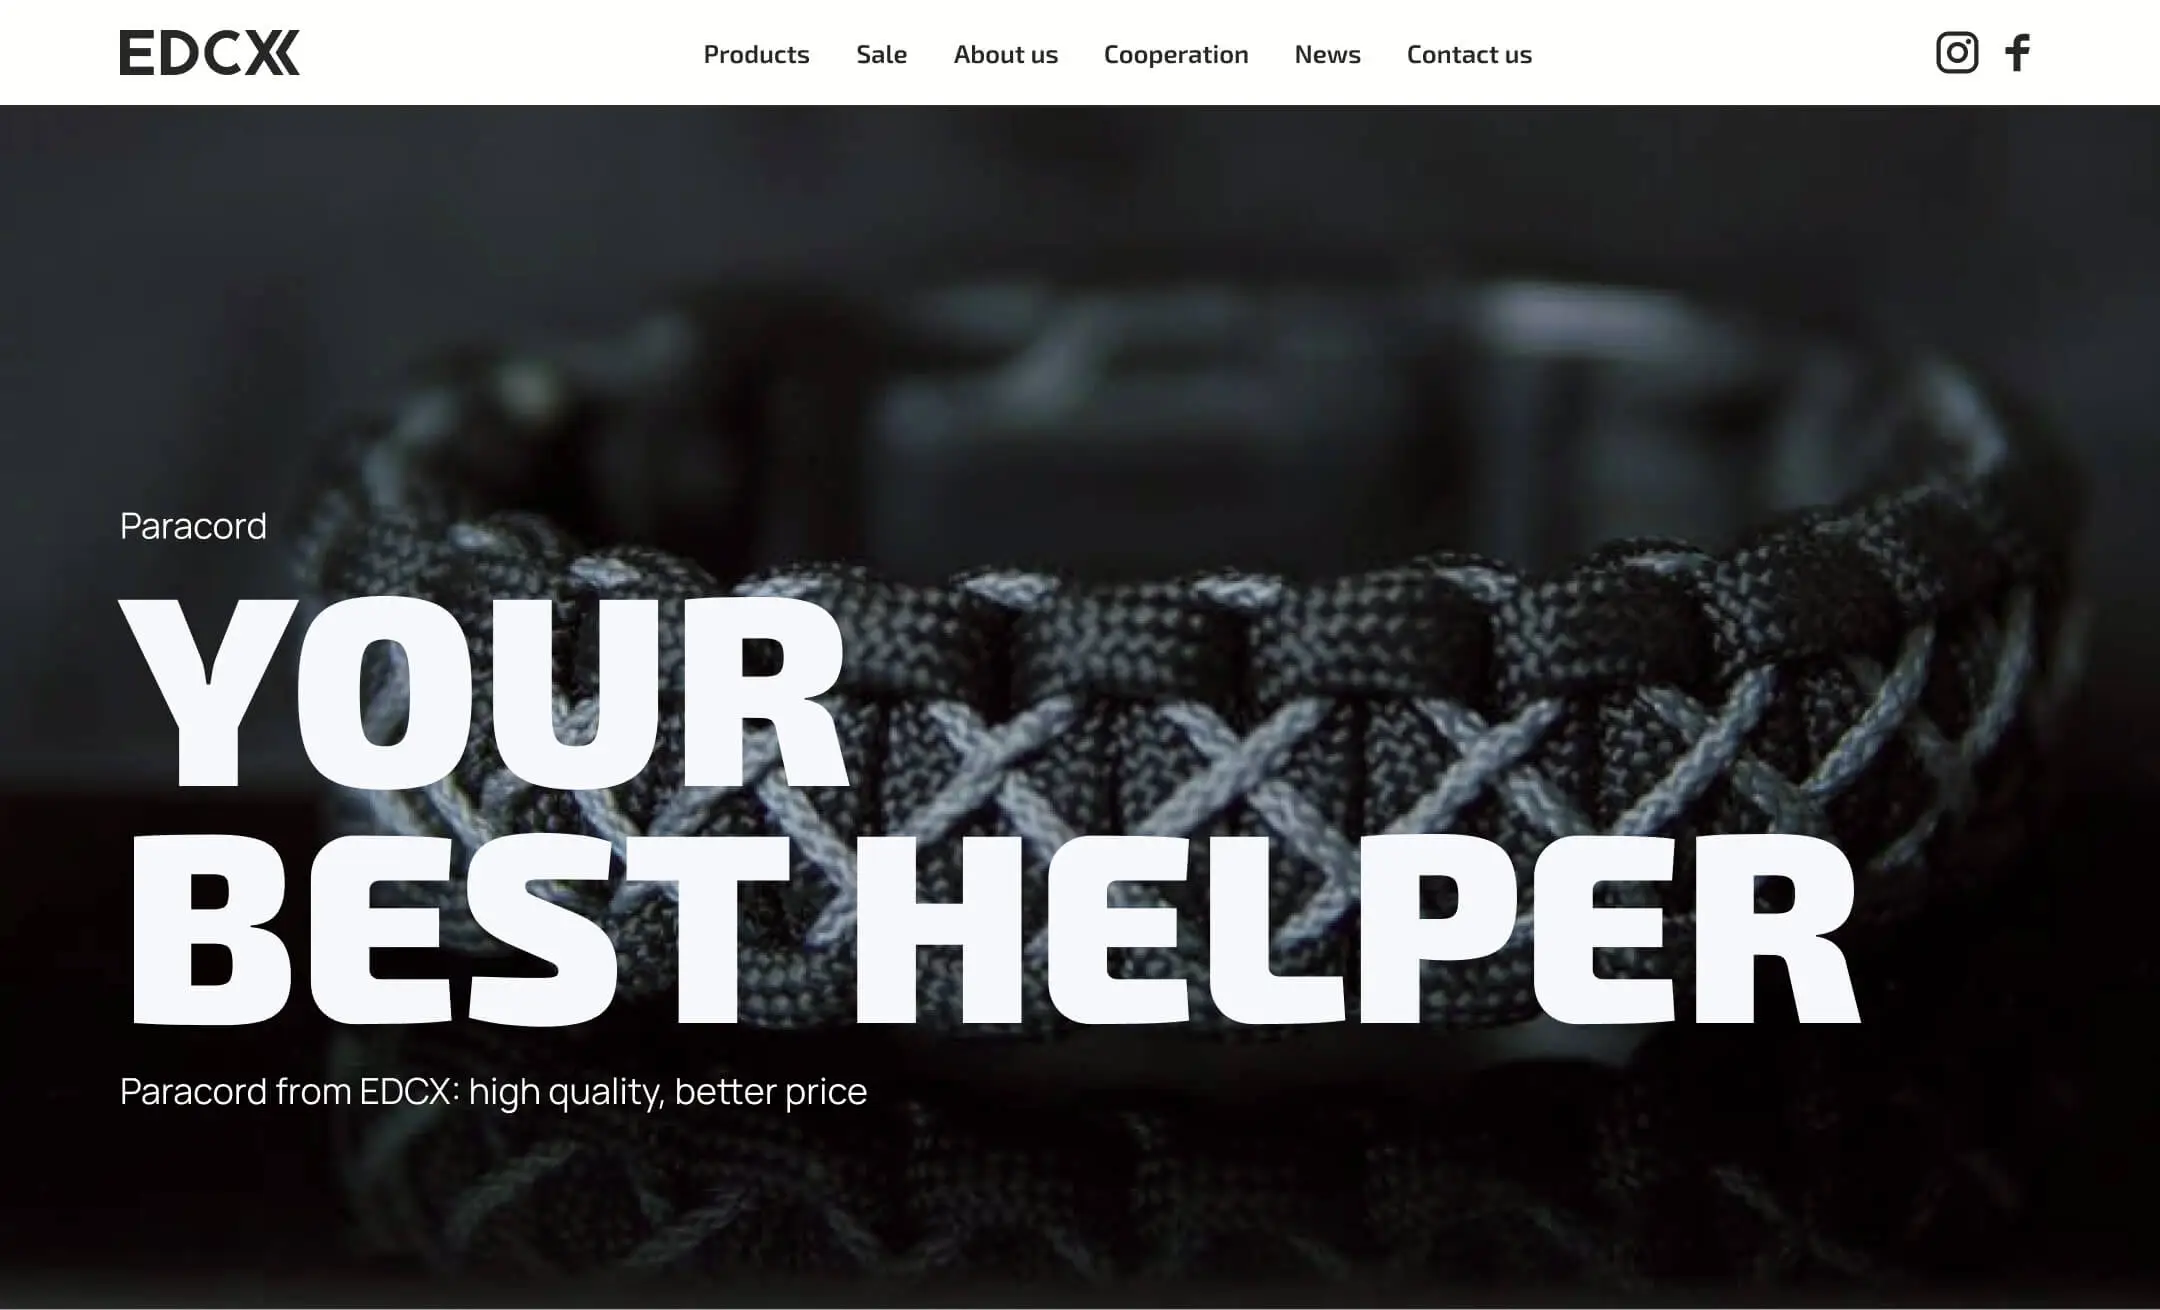 EDCX
Products Sale About us Cooperation News Contact us
Paracord
YOUR
BEST HELPER
Paracord from EDCX: high quality, better price